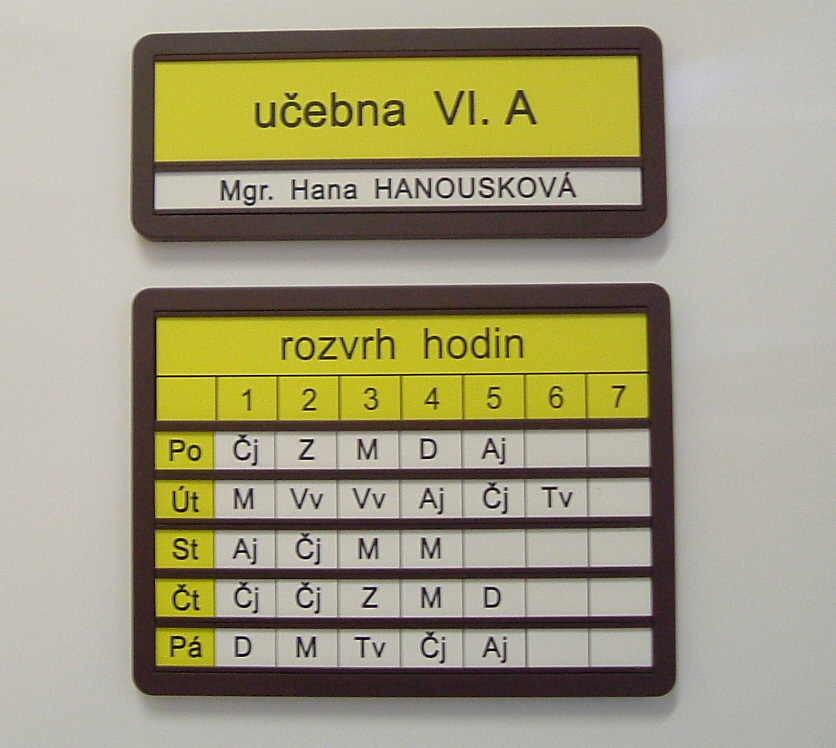 učebna VI. A
Mgr. Hana HANOUSKOVÁ
rozvrh hodin
1 2 3 4 5 6 7
Po Čj Z M D Aj
Út M Vv Vv Aj Čj Tv
St Aj Čj M M
Čt Čj Čj Z M D
Pá D M Tv Čj Aj